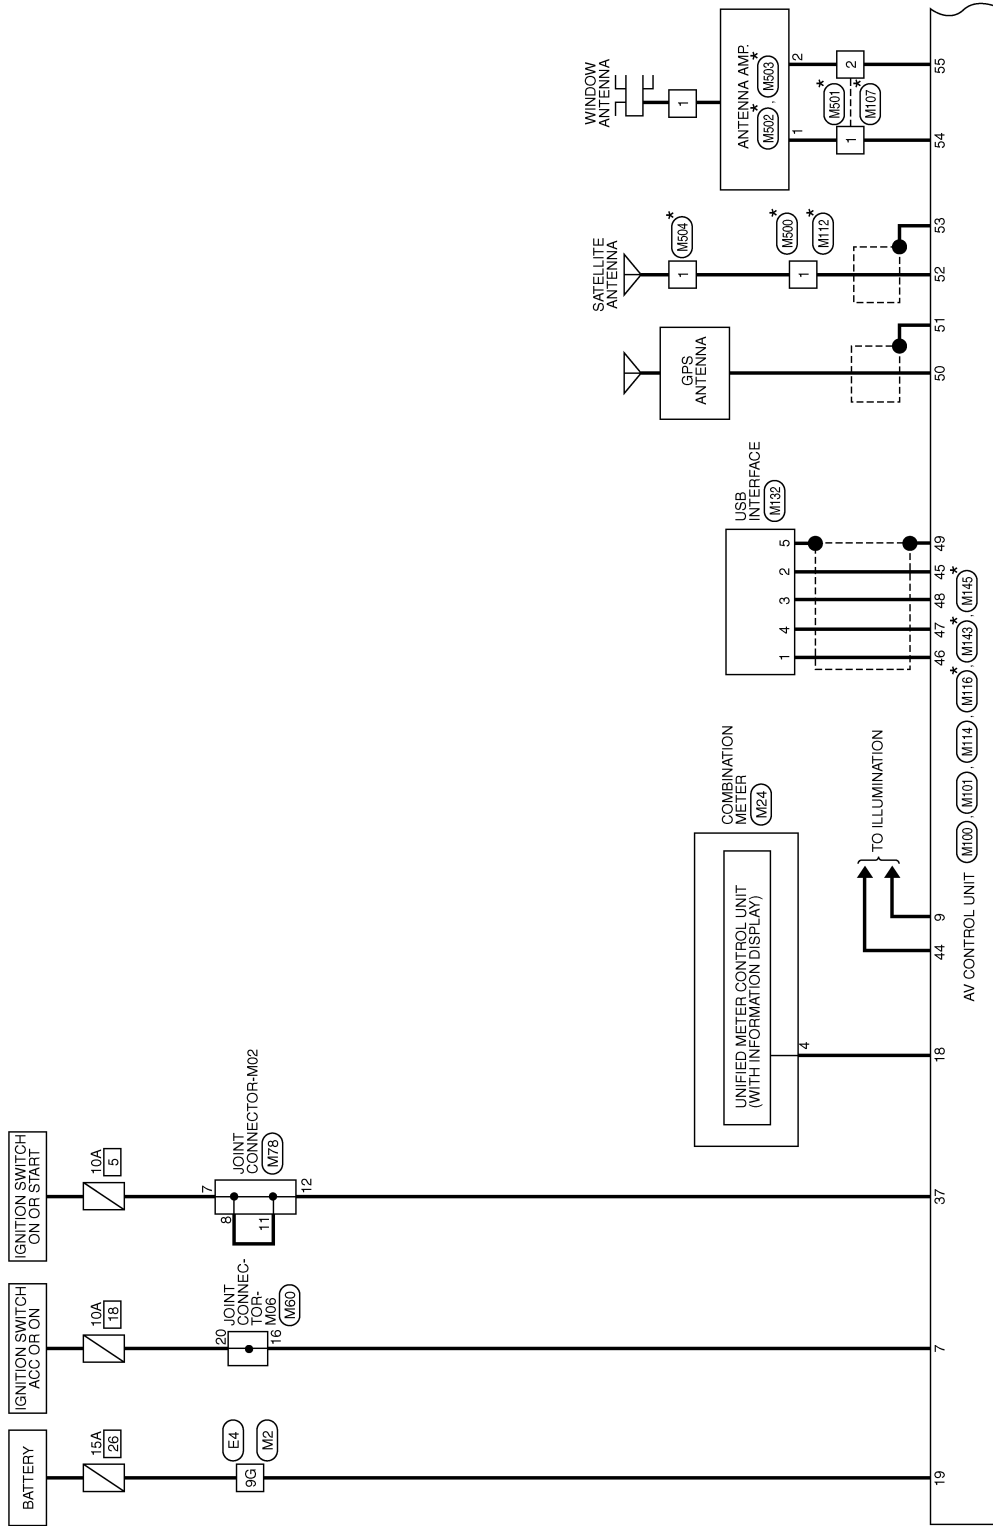 BATTERY
15A
26
E4
M2
9G
19
IGNITION SWITCH
ACC OR ON
10A
18
20
JOINT
CONNEC-
TOR-
M06
M60
16
7
IGNITION SWITCH
ON OR START
10A
5
7
JOINT
CONNECTOR-M02
M78
8
11
12
37
COMBINATION
METER
M24
UNIFIED METER CONTROL UNIT
(WITH INFORMATION DISPLAY)
4
18
TO ILLUMINATION
44
9
USB
INTERFACE
M132
1
4
3
2
5
46
47
48
45
49
GPS
ANTENNA
50
51
SATELLITE
ANTENNA
1
M504 *
1
M500 *
M112 *
52
53
WINDOW
ANTENNA
1
ANTENNA AMP.
M502 * , M503 *
1
2
1
2
M501 *
M107 *
54
55
AV CONTROL UNIT M100 , M101 , M114 , M116 * , M143 * , M145 *